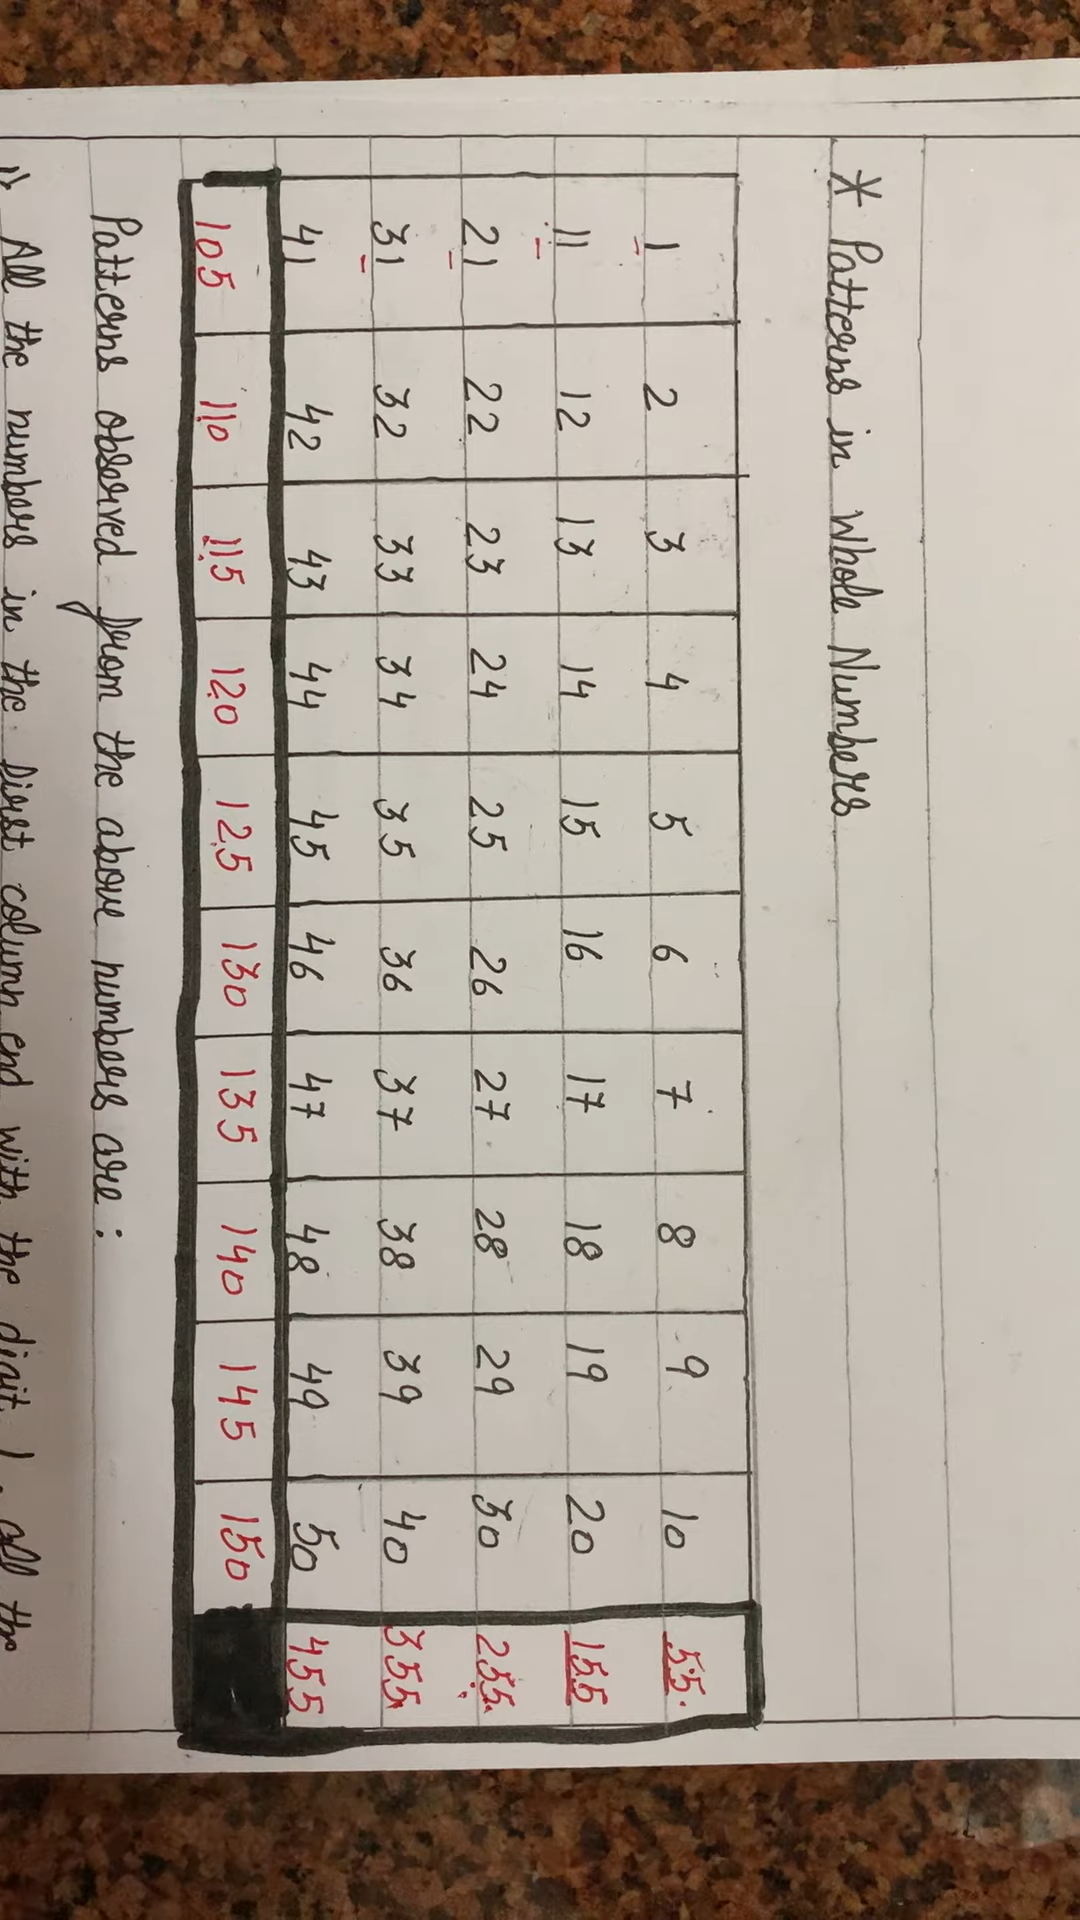 * Patterns in Whole Numbers
1 2 3 4 5 6 7 8 9 10 55
11 12 13 14 15 16 17 18 19 20 155
21 22 23 24 25 26 27 28 29 30 255
31 32 33 34 35 36 37 38 39 40 355
41 42 43 44 45 46 47 48 49 50 455
105 110 115 120 125 130 135 140 145 150
Patterns observed from the above numbers are:
1) All the numbers in the first column end with the digit 1, all the